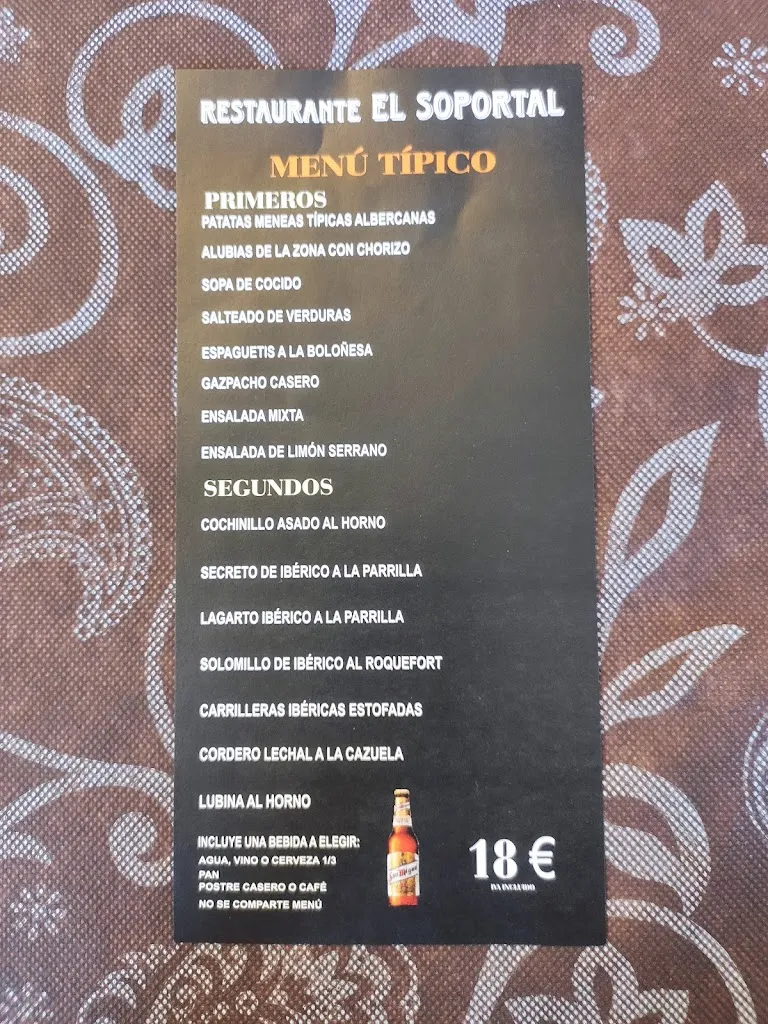 RESTAURANTE EL SOPORTAL
MENÚ TÍPICO
PRIMEROS
PATATAS MENEAS TÍPICAS ALBERCANAS
ALUBIAS DE LA ZONA CON CHORIZO
SOPA DE COCIDO
SALTEADO DE VERDURAS
ESPAGUETIS A LA BOLOÑESA
GAZPACHO CASERO
ENSALADA MIXTA
ENSALADA DE LIMÓN SERRANO
SEGUNDOS
COCHINILLO ASADO AL HORNO
SECRETO DE IBÉRICO A LA PARRILLA
LAGARTO IBÉRICO A LA PARRILLA
SOLOMILLO DE IBÉRICO AL ROQUEFORT
CARRILLERAS IBÉRICAS ESTOFADAS
CORDERO LECHAL A LA CAZUELA
LUBINA AL HORNO
INCLUYE UNA BEBIDA A ELEGIR:
AGUA, VINO O CERVEZA 1/3
PAN
POSTRE CASERO O CAFÉ
NO SE COMPARTE MENÚ
San Miguel
18 €
IVA INCLUIDO